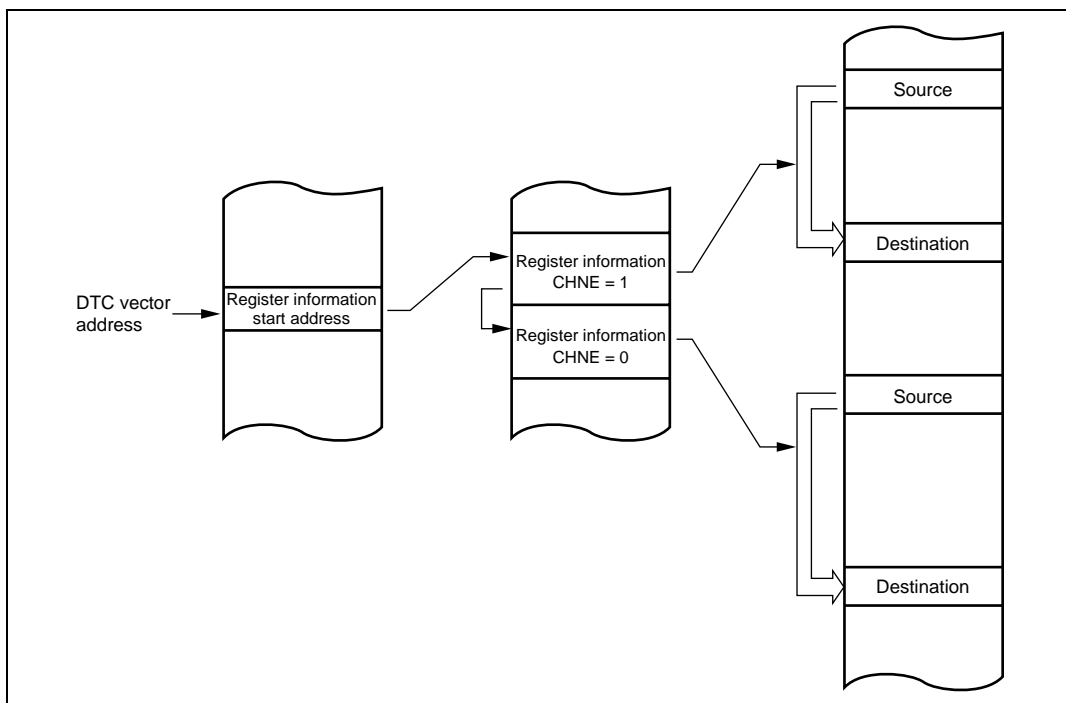 DTC vector
address
Register information
start address
Register information
CHNE = 1
Register information
CHNE = 0
Source
Destination
Source
Destination